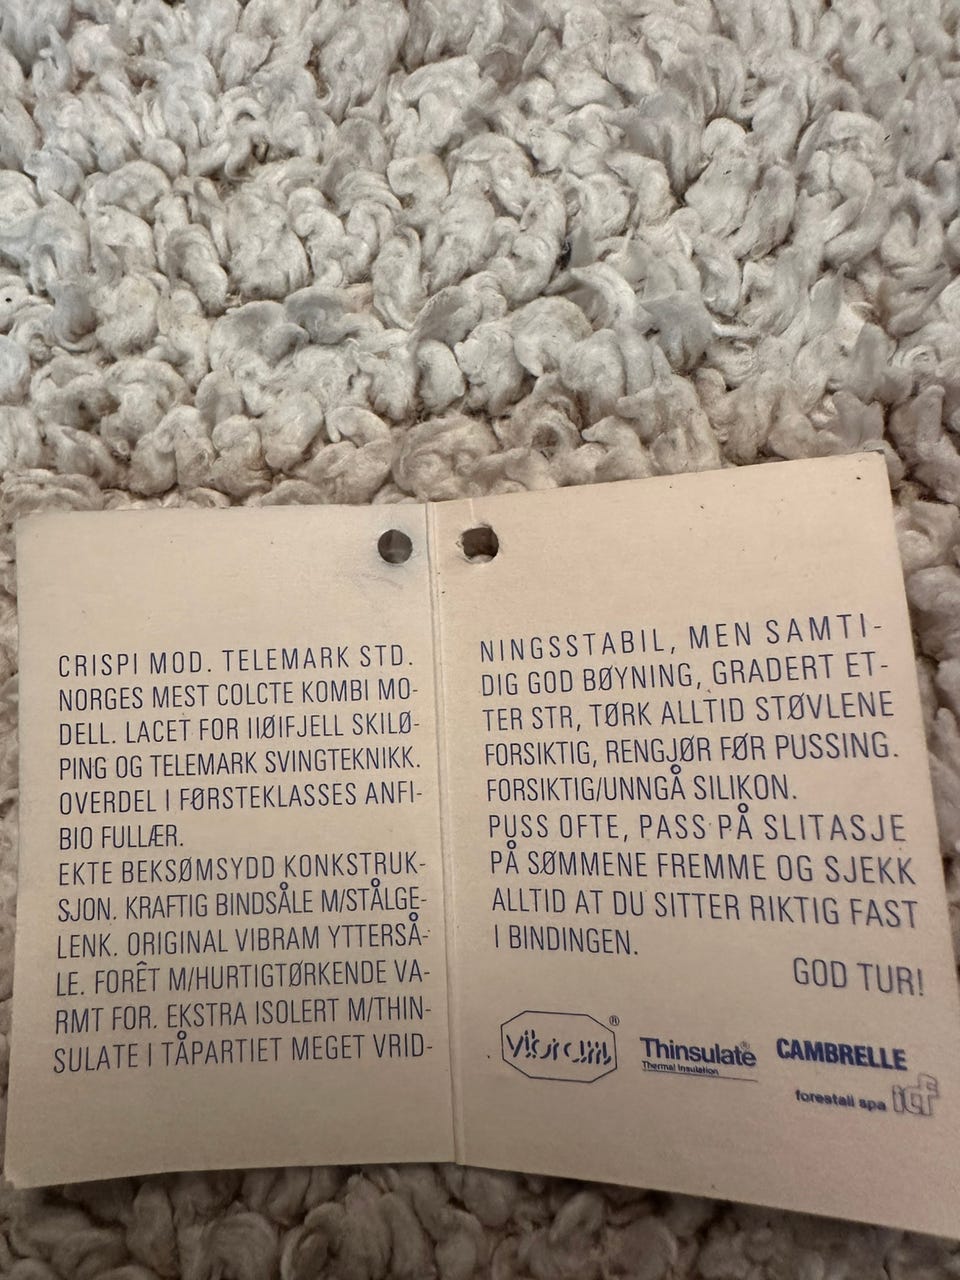 CRISPI MOD. TELEMARK STD.
NORGES MEST COLCTE KOMBI MO-
DELL. LACET FOR IIØIFJELL SKILØ-
PING OG TELEMARK SVINGTEKNIKK.
OVERDEL I FØRSTEKLASSES ANFI-
BIO FULLÆR.
EKTE BEKSØMSYDD KONKSTRUK-
SJON. KRAFTIG BINDSÅLE M/STÅLGE-
LENK. ORIGINAL VIBRAM YTTERSÅ-
LE. FORÊT M/HURTIGTØRKENDE VA-
RMT FOR. EKSTRA ISOLERT M/THIN-
SULATE I TÅPARTIET MEGET VRID-
NINGSSTABIL, MEN SAMTI-
DIG GOD BØYNING, GRADERT ET-
TER STR, TØRK ALLTID STØVLENE
FORSIKTIG, RENGJØR FØR PUSSING.
FORSIKTIG/UNNGÅ SILIKON.
PUSS OFTE, PASS PÅ SLITASJE
PÅ SØMMENE FREMME OG SJEKK
ALLTID AT DU SITTER RIKTIG FAST
I BINDINGEN.
GOD TUR!
vibram®
Thinsulate®
Thermal Insulation
CAMBRELLE
forestall spa icf